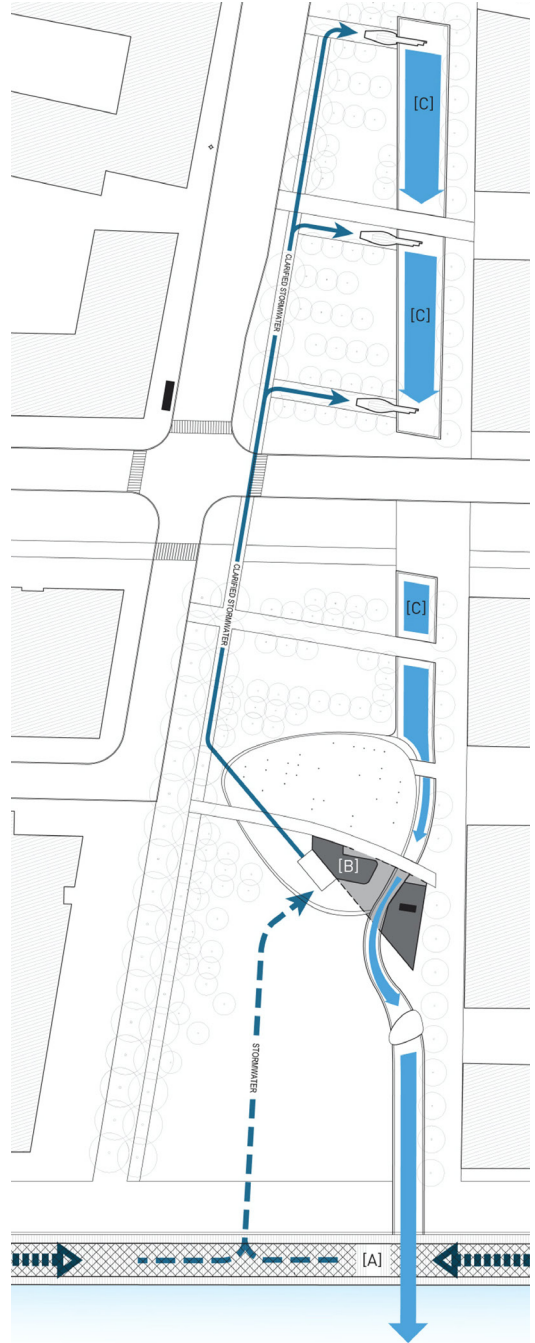 [C]
CLARIFIED STORMWATER
[C]
CLARIFIED STORMWATER
[C]
[B]
STORMWATER
[A]